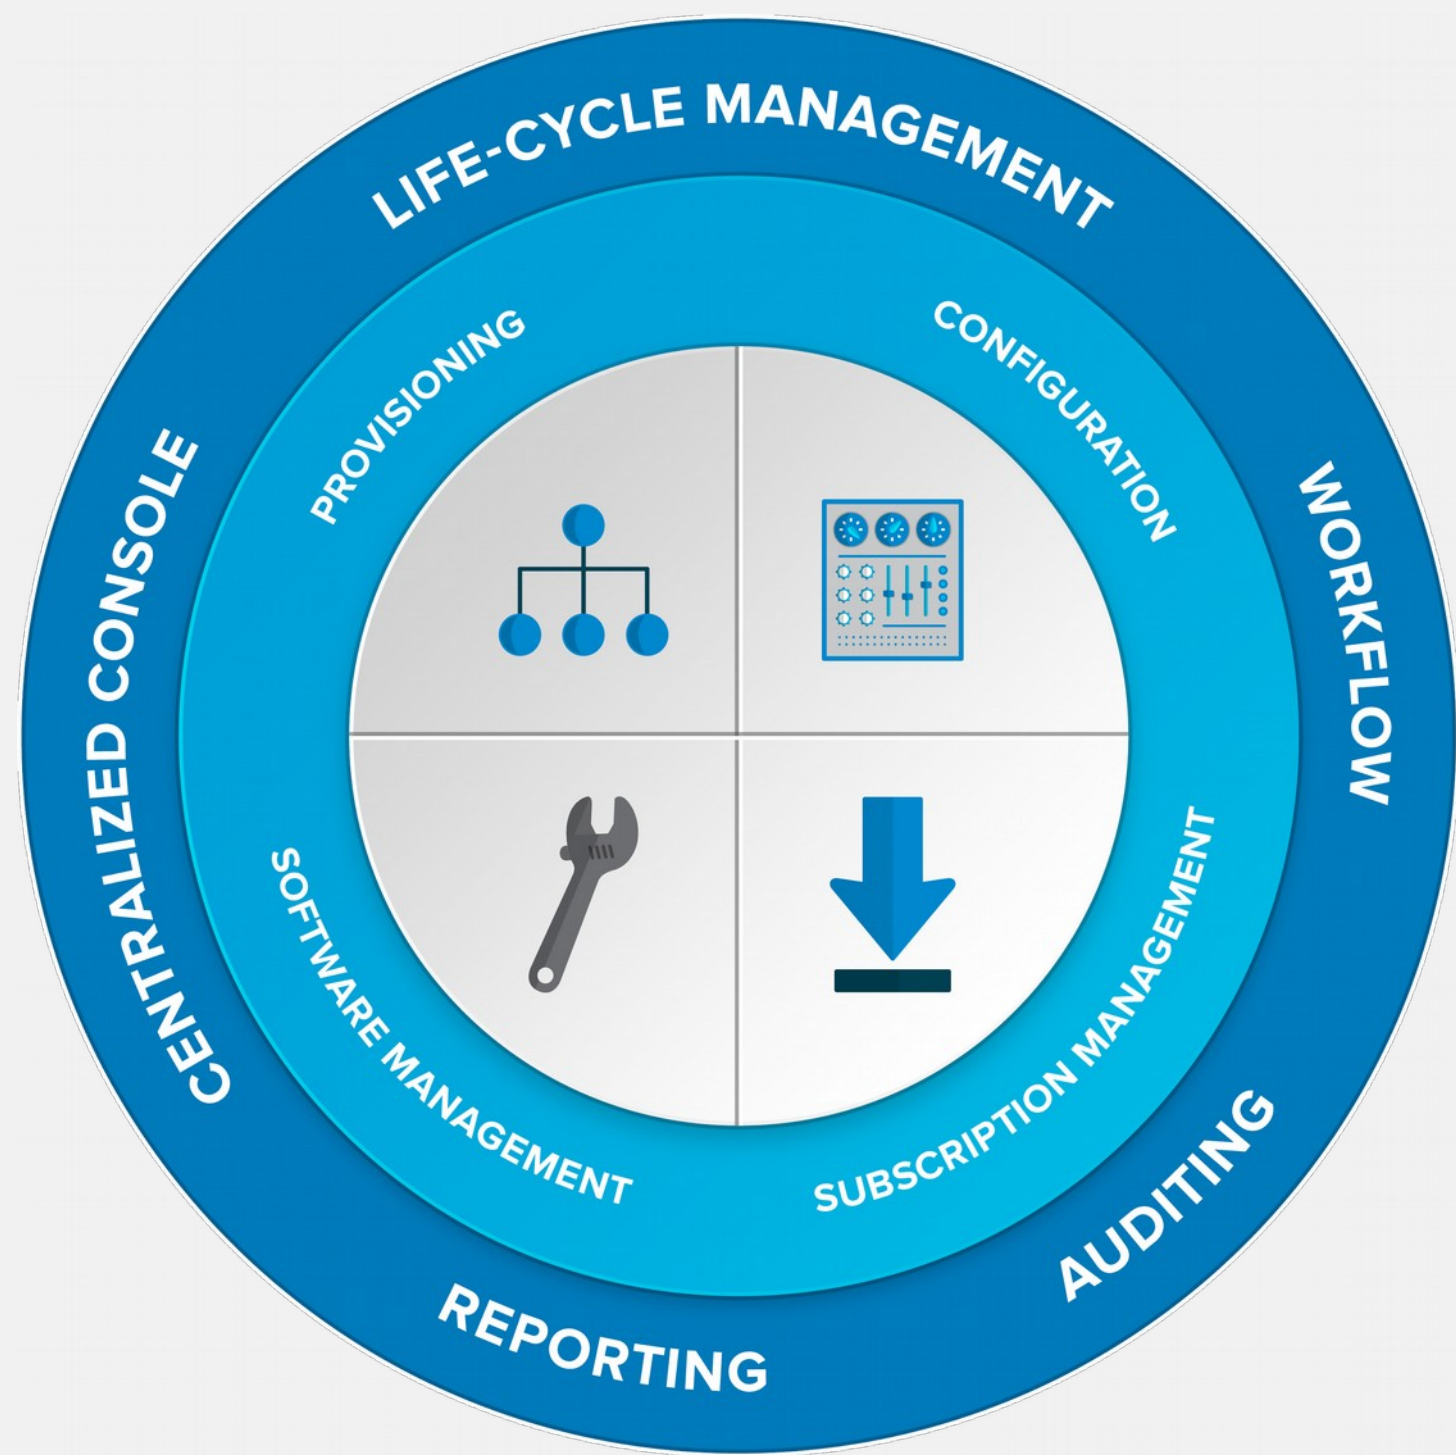 LIFE-CYCLE MANAGEMENT
WORKFLOW
AUDITING
REPORTING
CENTRALIZED CONSOLE
PROVISIONING
CONFIGURATION
SUBSCRIPTION MANAGEMENT
SOFTWARE MANAGEMENT